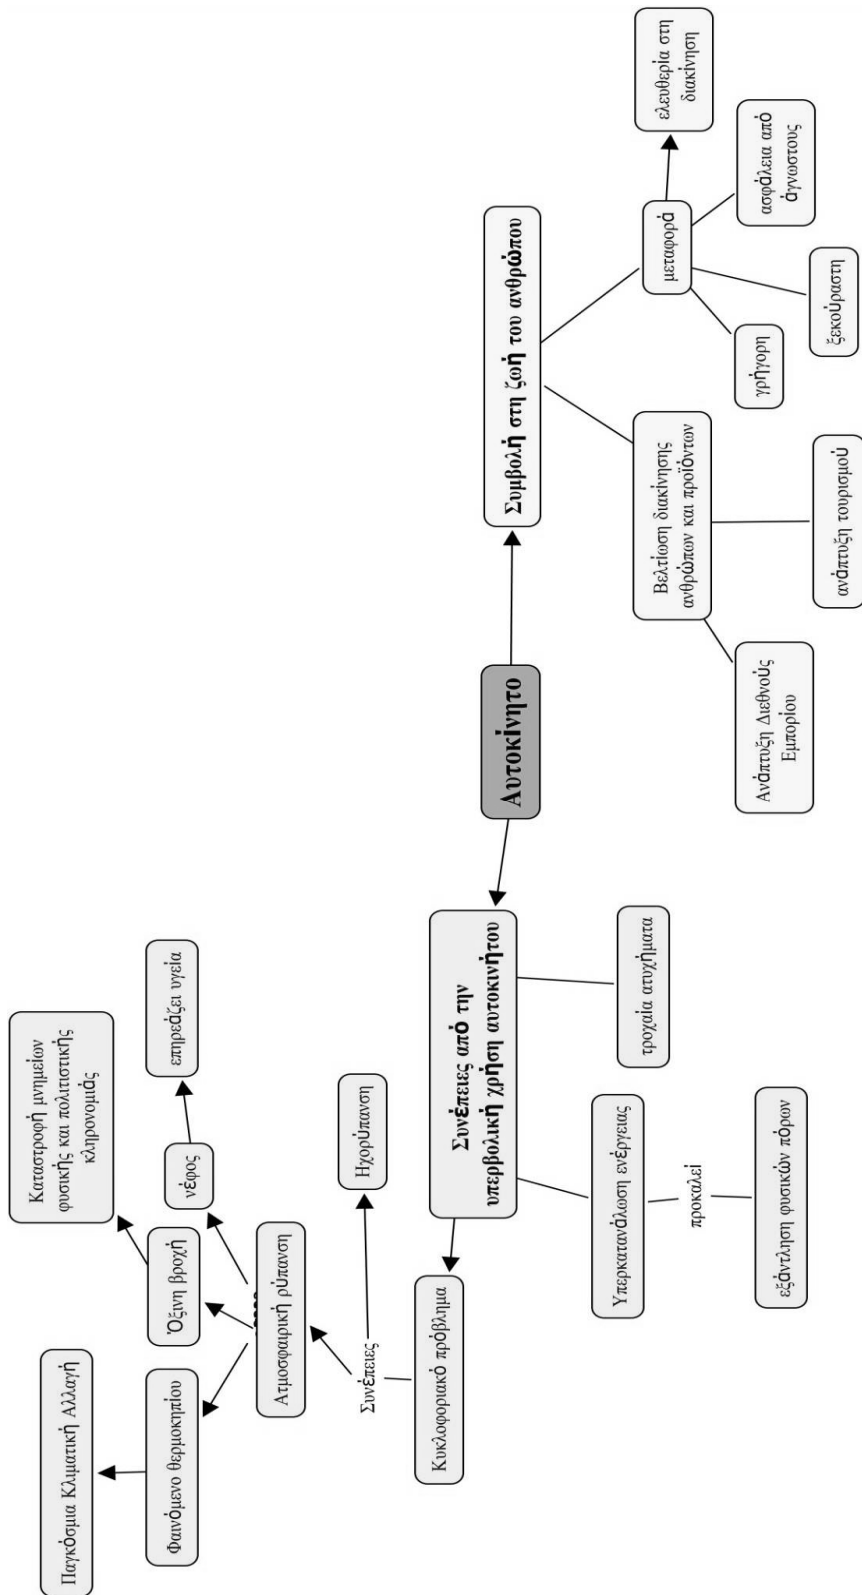 Αυτοκίνητο
Συνέπειες από την
υπερβολική χρήση αυτοκινήτου
Συμβολή στη ζωή του ανθρώπου
Κυκλοφοριακό πρόβλημα
Συνέπειες
Ηχορύπανση
Ατμοσφαιρική ρύπανση
Φαινόμενο θερμοκηπίου
Παγκόσμια Κλιματική Αλλαγή
Όξινη βροχή
Καταστροφή μνημείων
φυσικής και πολιτιστικής
κληρονομιάς
νέφος
επηρεάζει υγεία
Υπερκατανάλωση ενέργειας
προκαλεί
εξάντληση φυσικών πόρων
τροχαία ατυχήματα
Βελτίωση διακίνησης
ανθρώπων και προϊόντων
Ανάπτυξη Διεθνούς
Εμπορίου
ανάπτυξη τουρισμού
μεταφορά
γρήγορη
ξεκούραστη
ασφάλεια από
άγνωστους
ελευθερία στη
διακίνηση